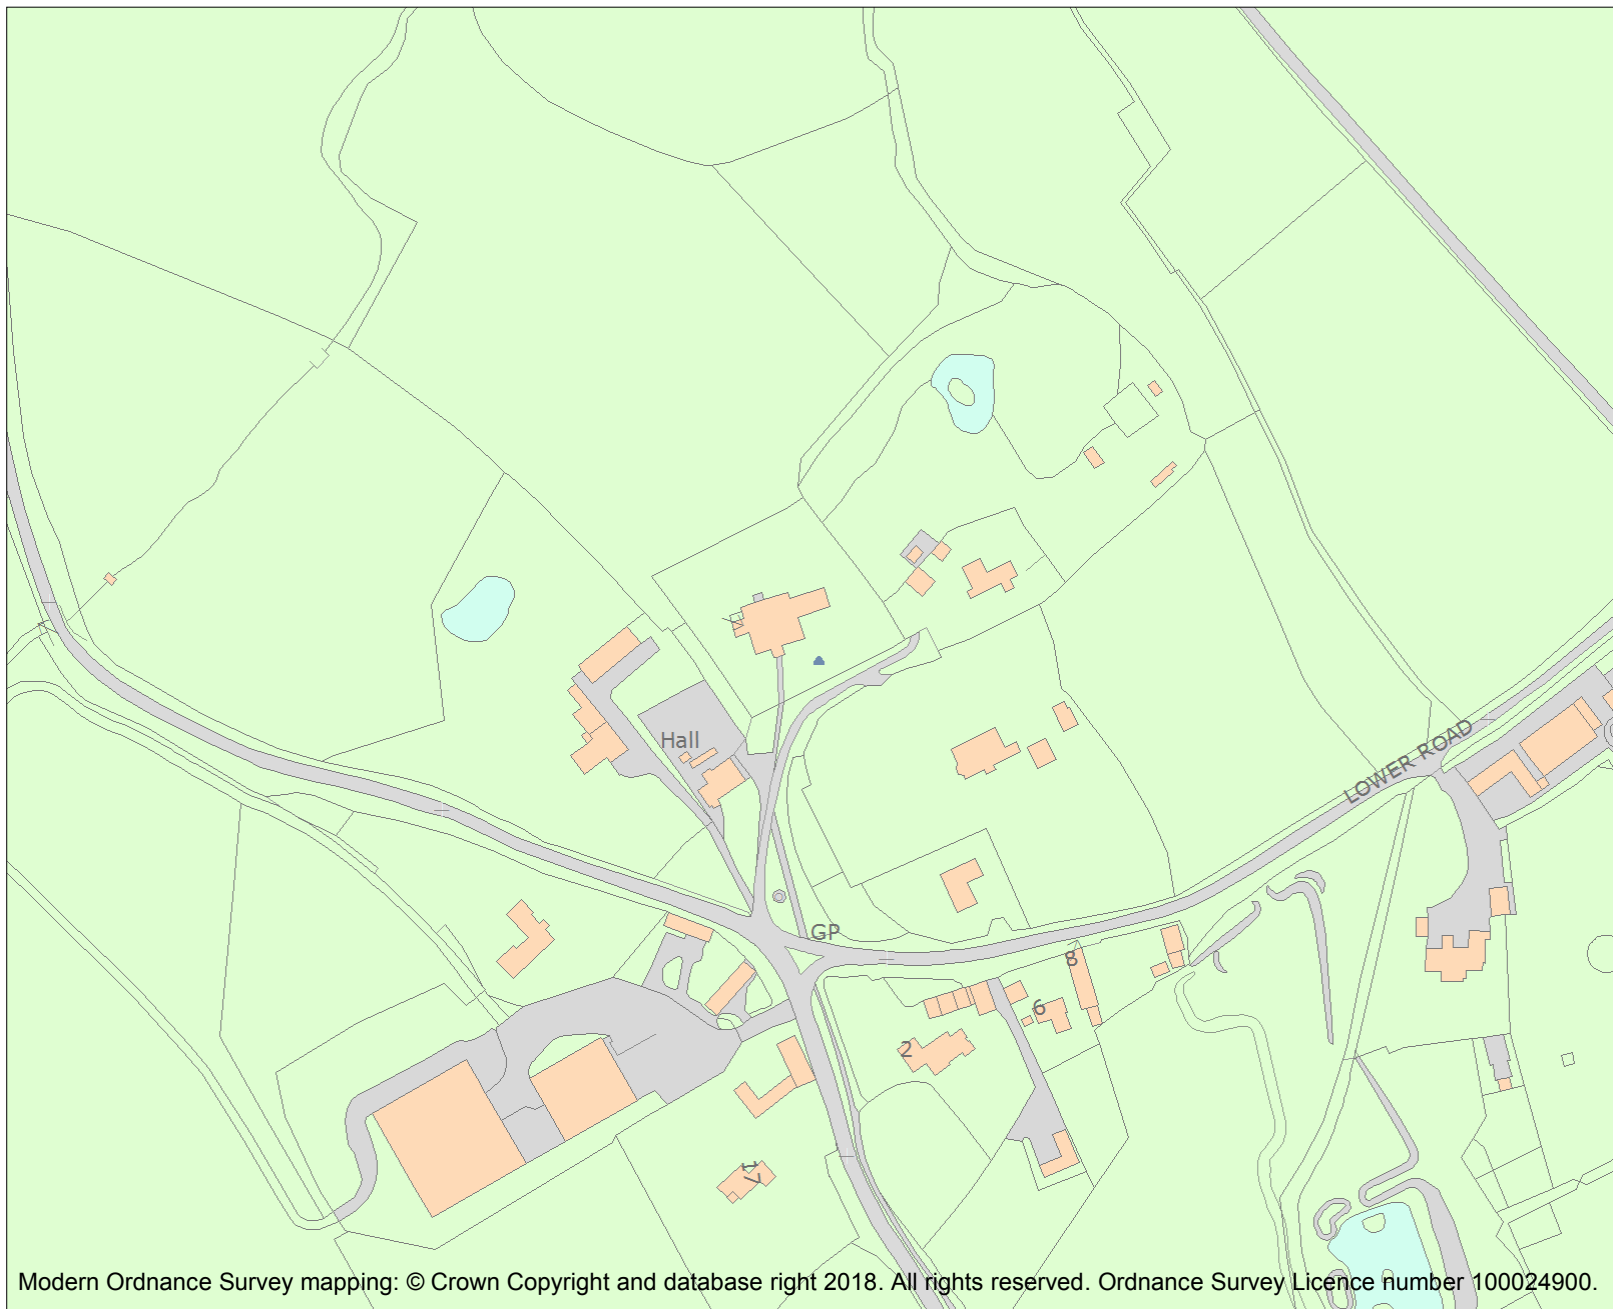 Hall
LOWER ROAD
GP
8
6
2
17
Modern Ordnance Survey mapping: © Crown Copyright and database right 2018. All rights reserved. Ordnance Survey Licence number 100024900.